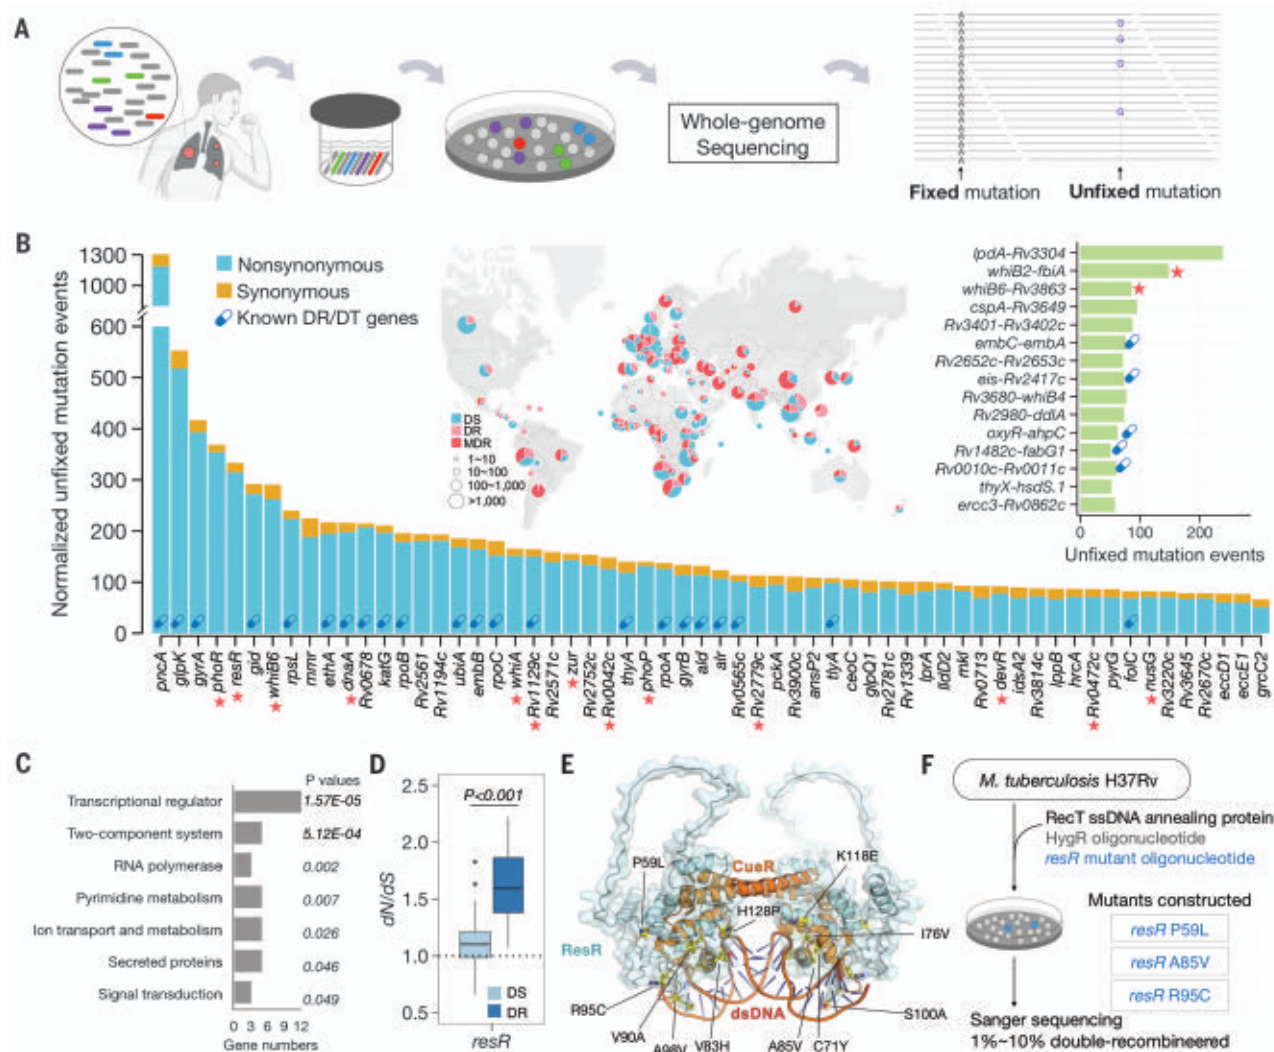 A
Whole-genome
Sequencing
Fixed mutation
Unfixed mutation
B
Normalized unfixed mutation events
1300
1000
600
500
400
300
200
100
0
Nonsynonymous
Synonymous
Known DR/DT genes
DS
DR
MDR
1~10
10~100
100~1,000
>1,000
lpdA-Rv3304
whiB2-fbiA
whiB6-Rv3863
cspA-Rv3649
Rv3401-Rv3402c
embC-embA
Rv2652c-Rv2653c
eis-Rv2417c
Rv3680-whiB4
Rv2980-ddlA
oxyR-ahpC
Rv1482c-fabG1
Rv0010c-Rv0011c
thyX-hsdS.1
ercc3-Rv0862c
0 100 200
Unfixed mutation events
pncA
glpK
gyrA
phoR
resR
gid
whiB6
rpsL
mmr
ethA
dnaA
Rv0678
katG
rpoB
Rv2561
Rv1194c
ubiA
embB
rpoC
whiA
Rv1129c
Rv2571c
zur
Rv2752c
Rv0042c
thyA
phoP
rpoA
gyrB
ald
alr
Rv0565c
Rv2779c
pckA
Rv3900c
ansP2
tlyA
ceoC
glpQ1
Rv2781c
Rv1339
lprA
lldD2
mkl
Rv0713
devR
idsA2
Rv3814c
lppB
hrcA
Rv0472c
pyrG
folC
nusG
Rv3220c
Rv3645
Rv2670c
eccD1
eccE1
grcC2
C
P values
Transcriptional regulator 1.57E-05
Two-component system 5.12E-04
RNA polymerase 0.002
Pyrimidine metabolism 0.007
Ion transport and metabolism 0.026
Secreted proteins 0.046
Signal transduction 0.049
0 3 6 9 12
Gene numbers
D
dN/dS
2.5
2.0
1.5
1.0
0.5
P<0.001
DS
DR
resR
E
P59L
CueR
K118E
H128P
I76V
ResR
R95C
dsDNA
S100A
V90A
A98V
V83H
A85V
C71Y
F
M. tuberculosis H37Rv
RecT ssDNA annealing protein
HygR oligonucleotide
resR mutant oligonucleotide
Mutants constructed
resR P59L
resR A85V
resR R95C
Sanger sequencing
1%~10% double-recombineered